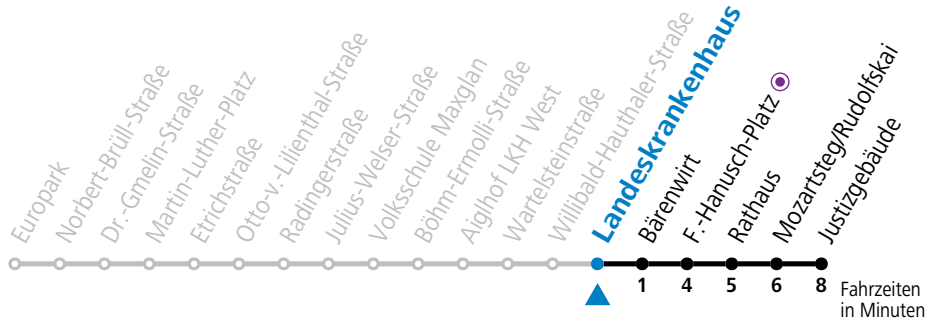 Europark
Norbert-Brüll-Straße
Dr.-Gmelin-Straße
Martin-Luther-Platz
Etrichstraße
Otto-v.-Lilienthal-Straße
Radingerstraße
Julius-Welser-Straße
Volksschule Maxglan
Böhm-Ermolli-Straße
Aiglhof LKH West
Wartelsteinstraße
Willibald-Hauthaler-Straße
Landeskrankenhaus
Bärenwirt
F.-Hanusch-Platz
Rathaus
Mozartsteg/Rudolfskai
Justizgebäude
1 4 5 6 8
Fahrzeiten
in Minuten